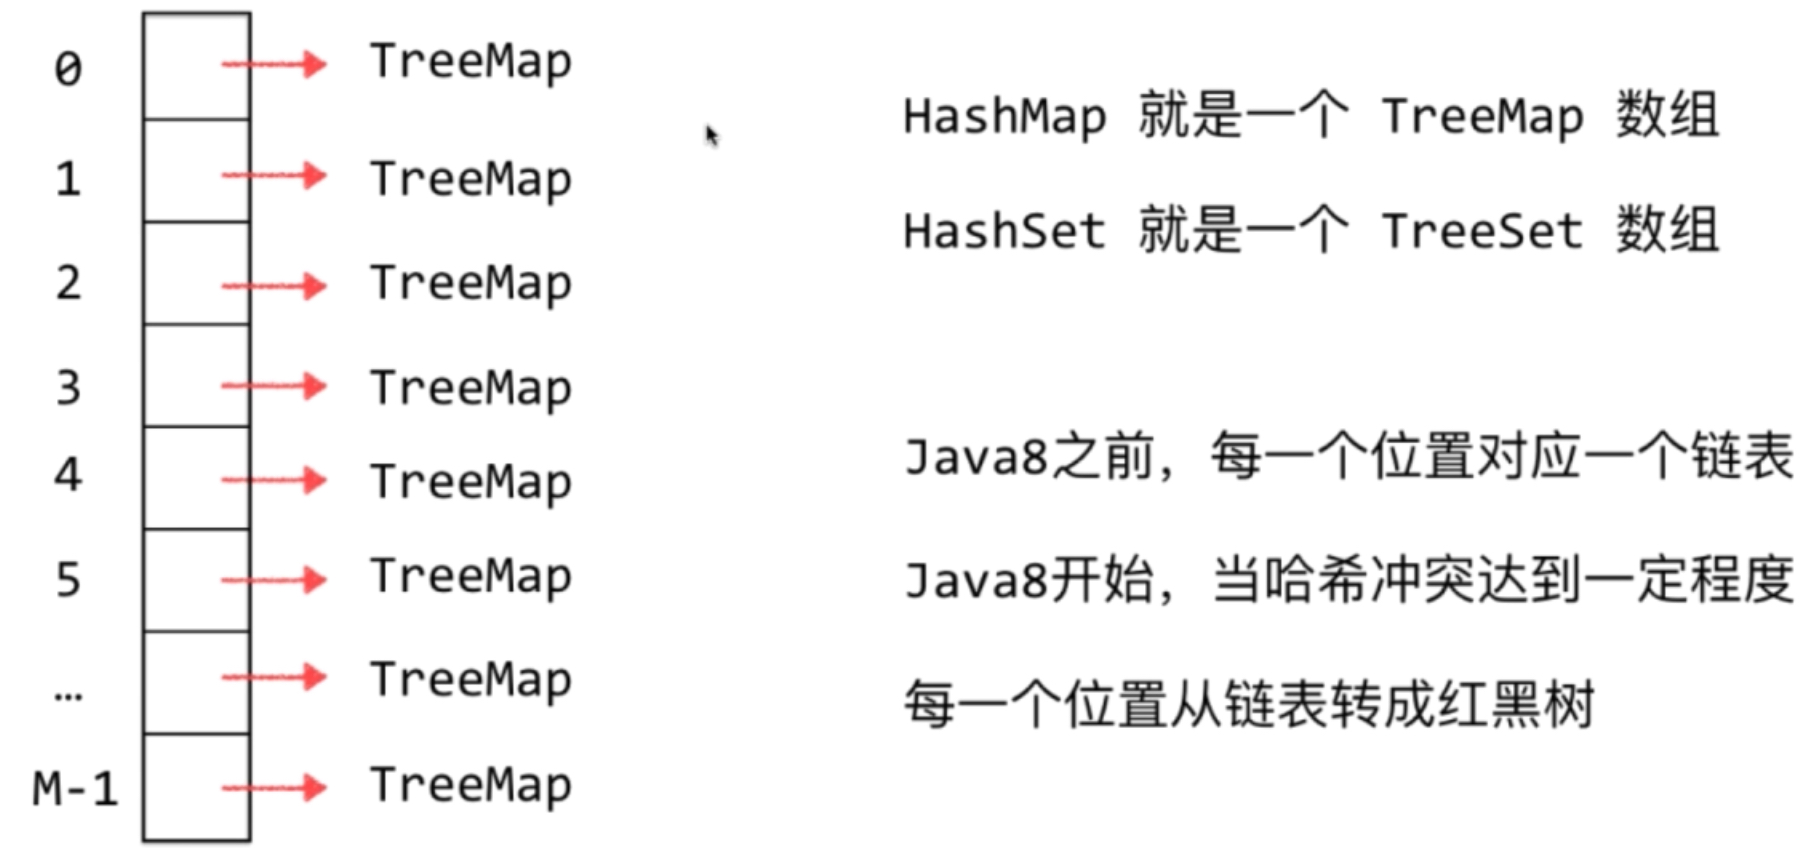 0 TreeMap
1 TreeMap
2 TreeMap
3 TreeMap
4 TreeMap
5 TreeMap
… TreeMap
M-1 TreeMap
HashMap 就是一个 TreeMap 数组
HashSet 就是一个 TreeSet 数组
Java8之前，每一个位置对应一个链表
Java8开始，当哈希冲突达到一定程度
每一个位置从链表转成红黑树